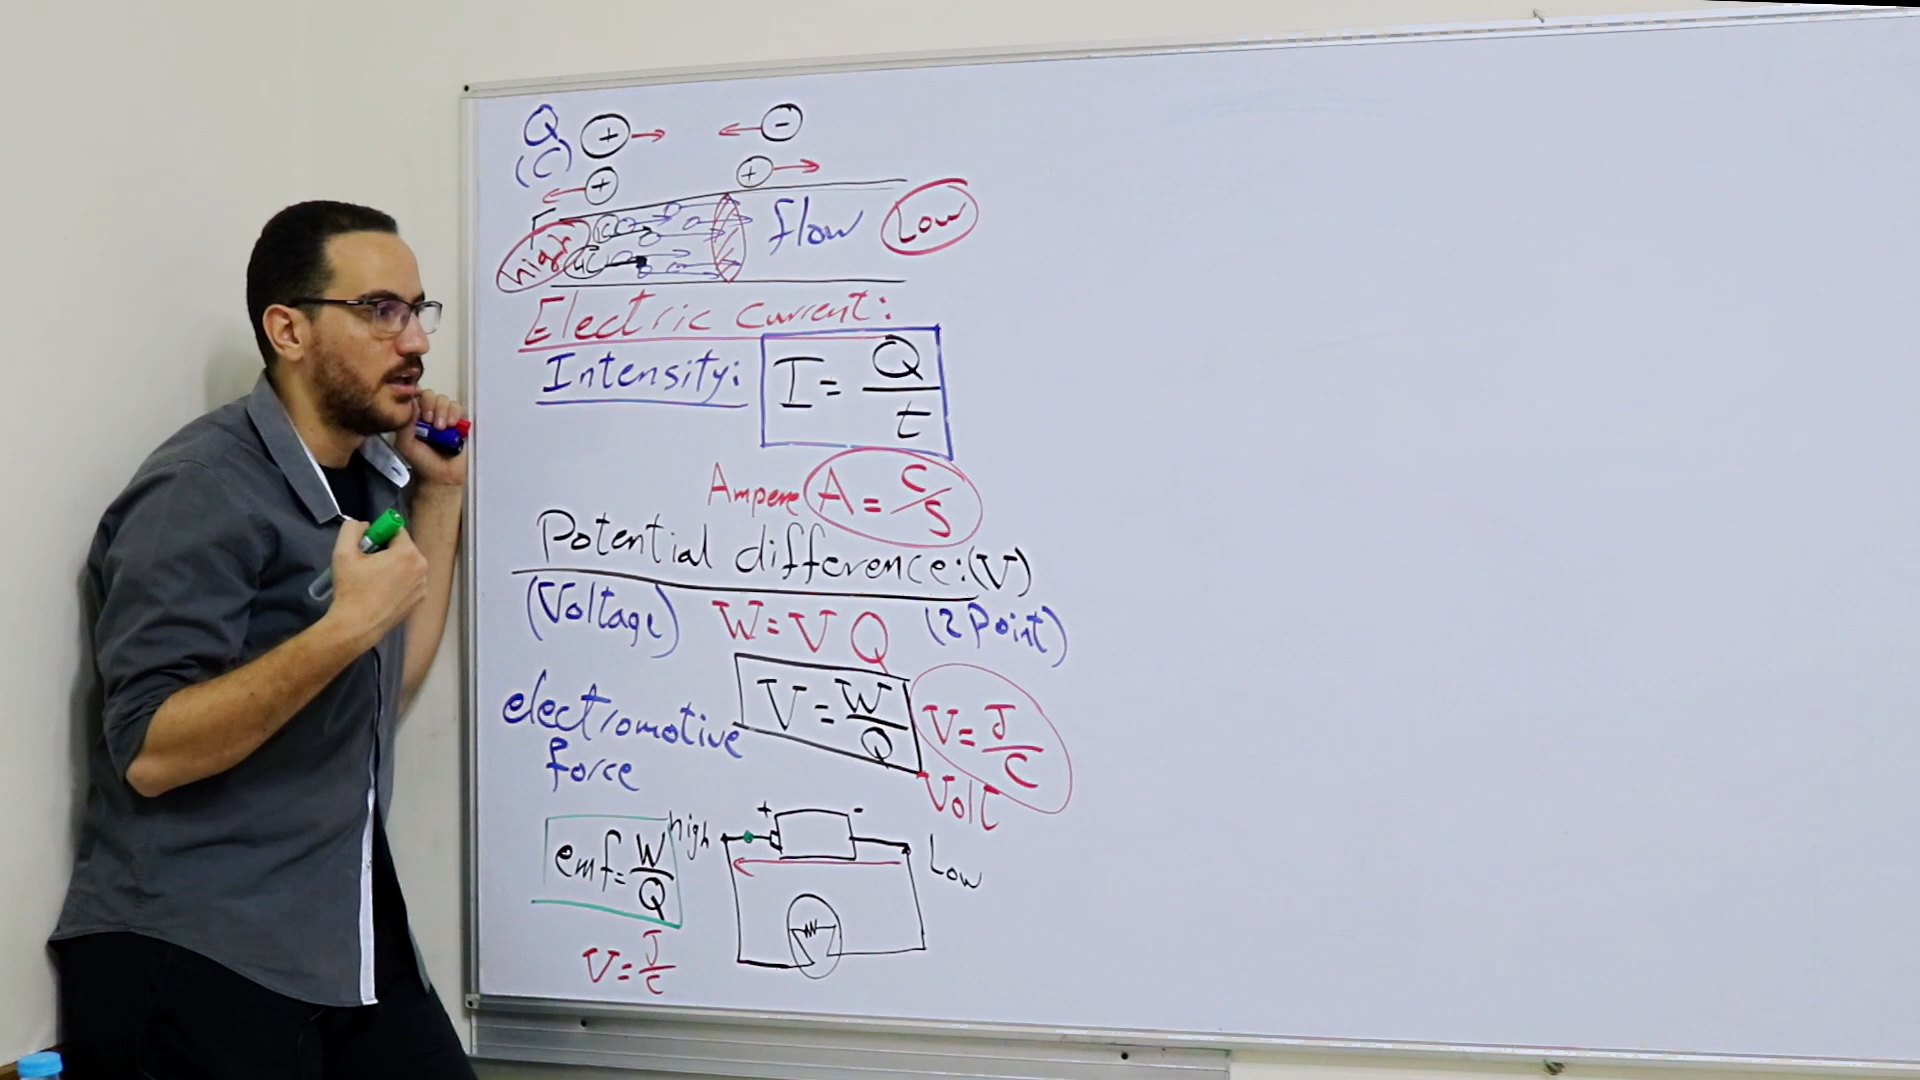 Q + -
(C) + +
high flow Low
Electric current:
Intensity: I = Q/t
Ampere A = C/S
Potential difference:(V)
(Voltage) W = V Q (2 Point)
electromotive V = W/Q V = J/C
force Volt
emf = W/Q high + - Low
V = J/C